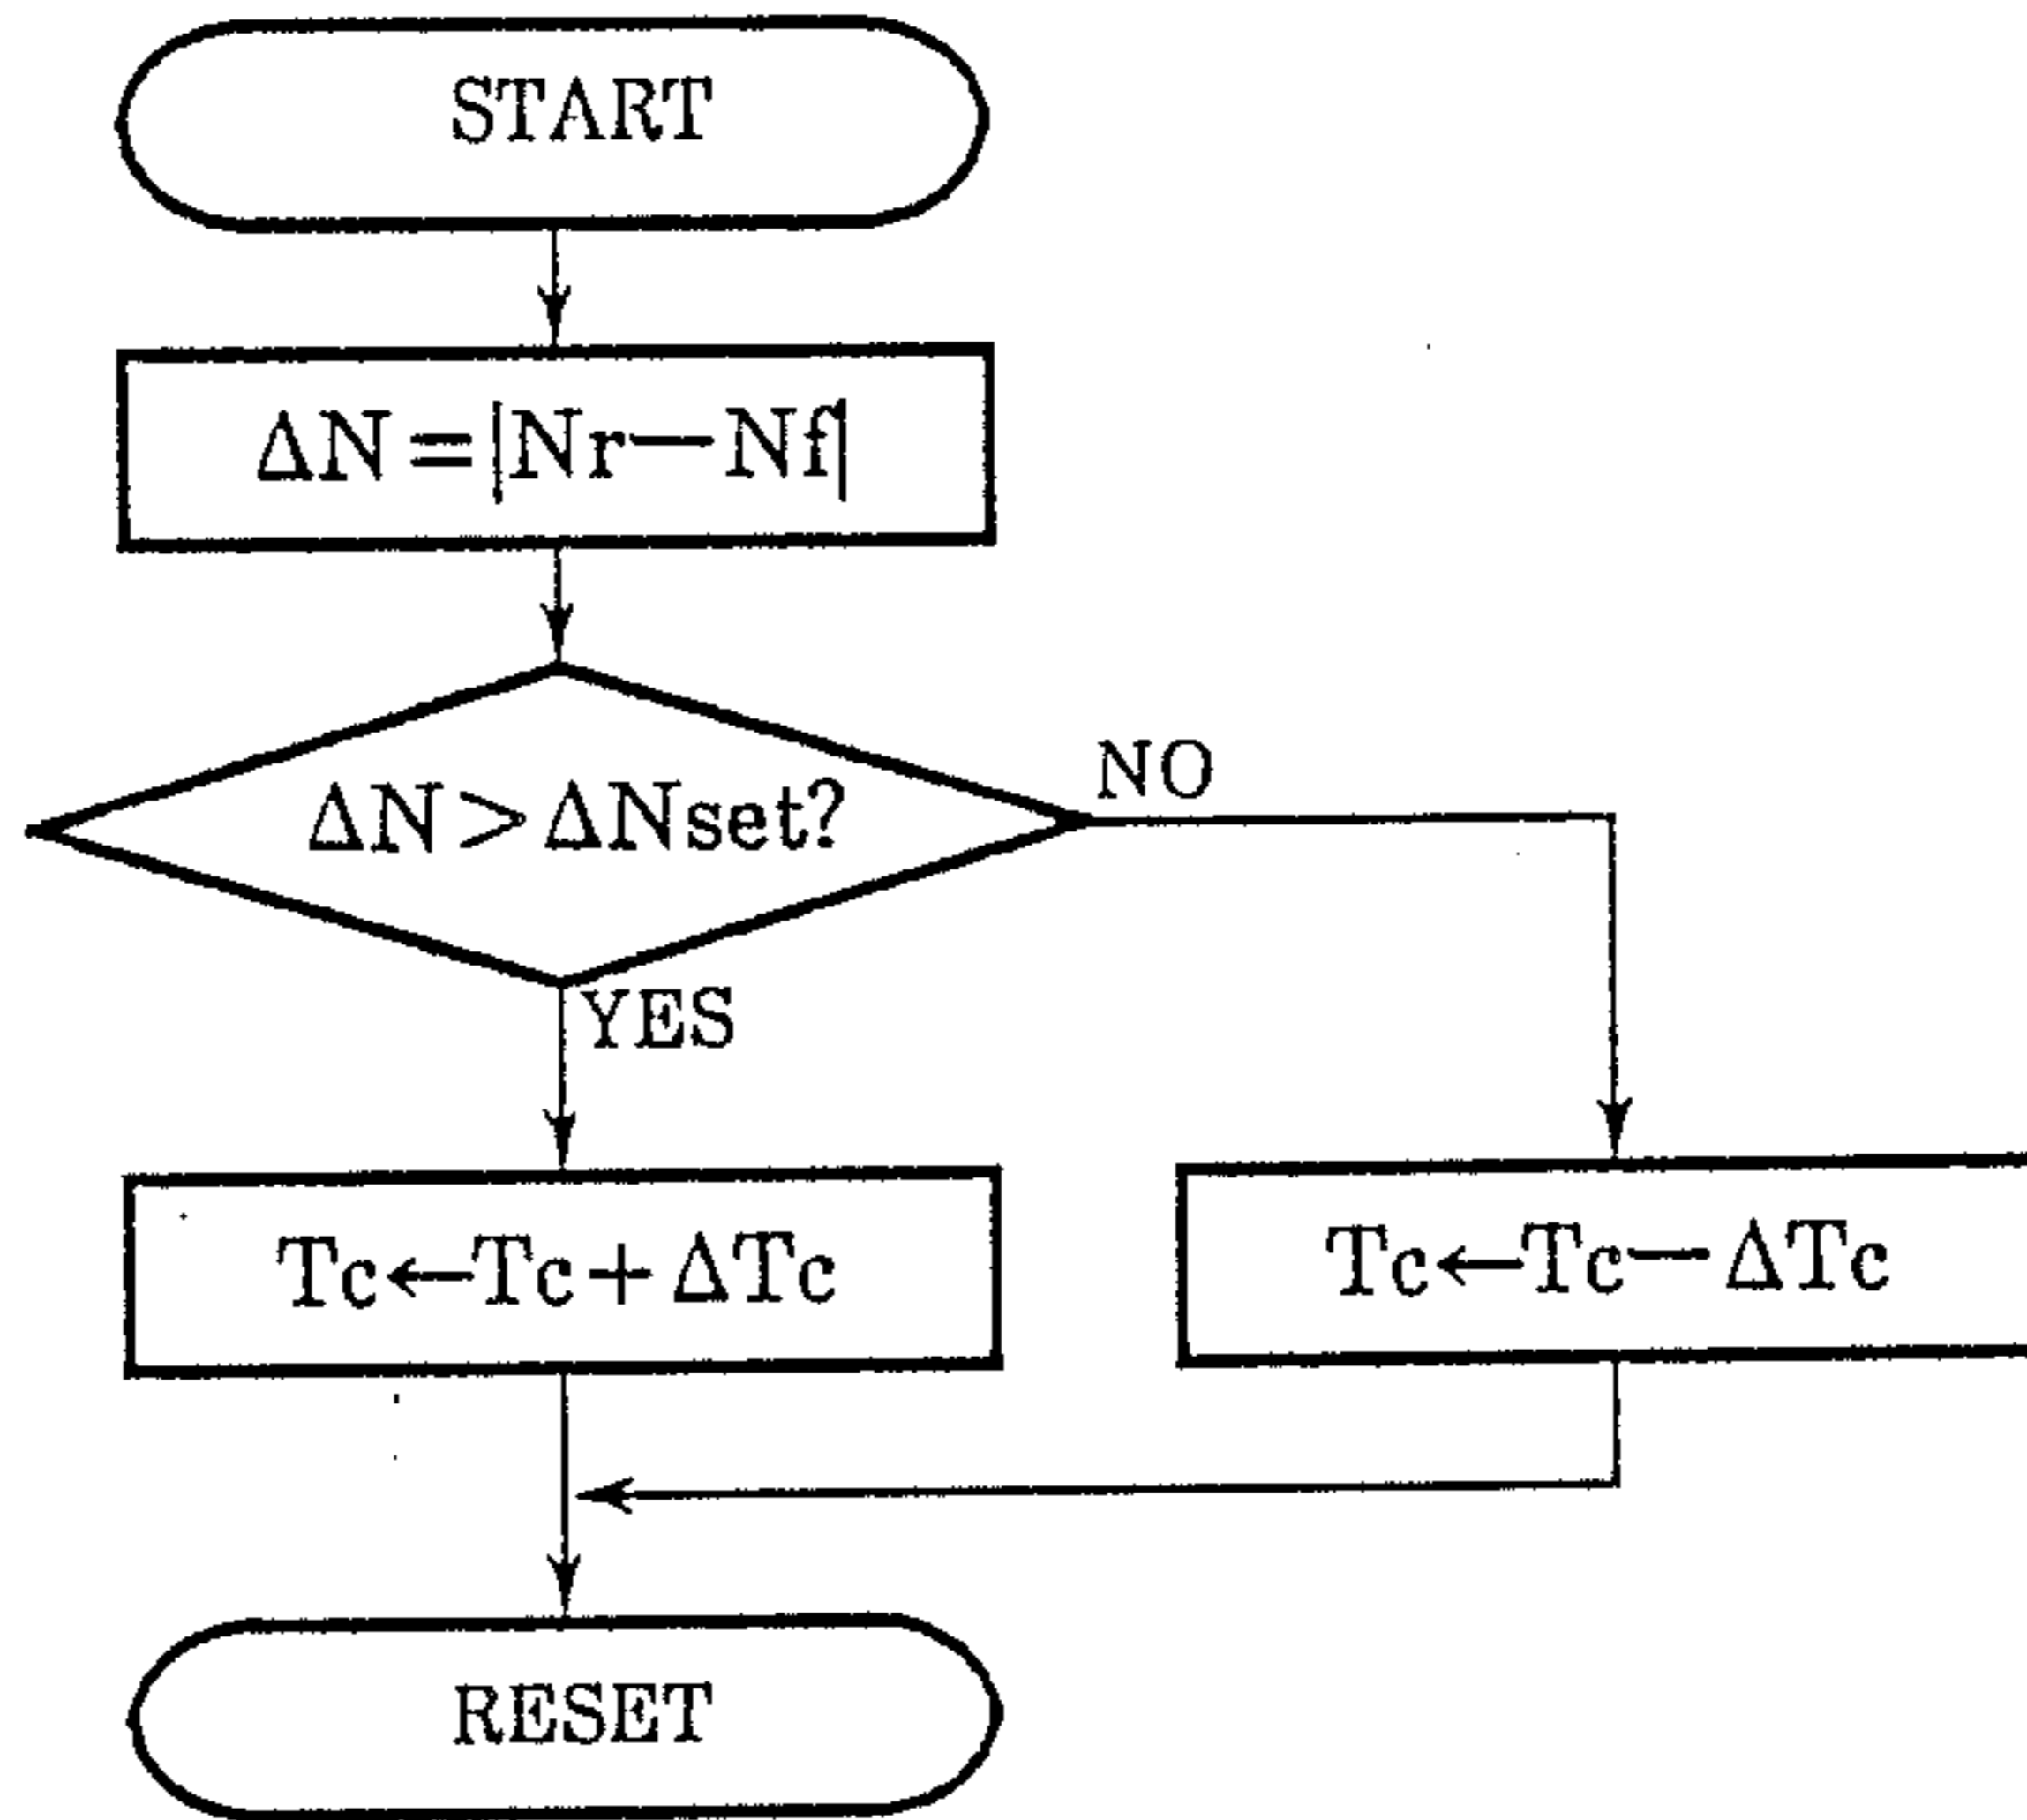 START
ΔN=|Nr−Nf|
ΔN>ΔNset?
NO
YES
Tc←Tc+ΔTc
Tc←Tc−ΔTc
RESET